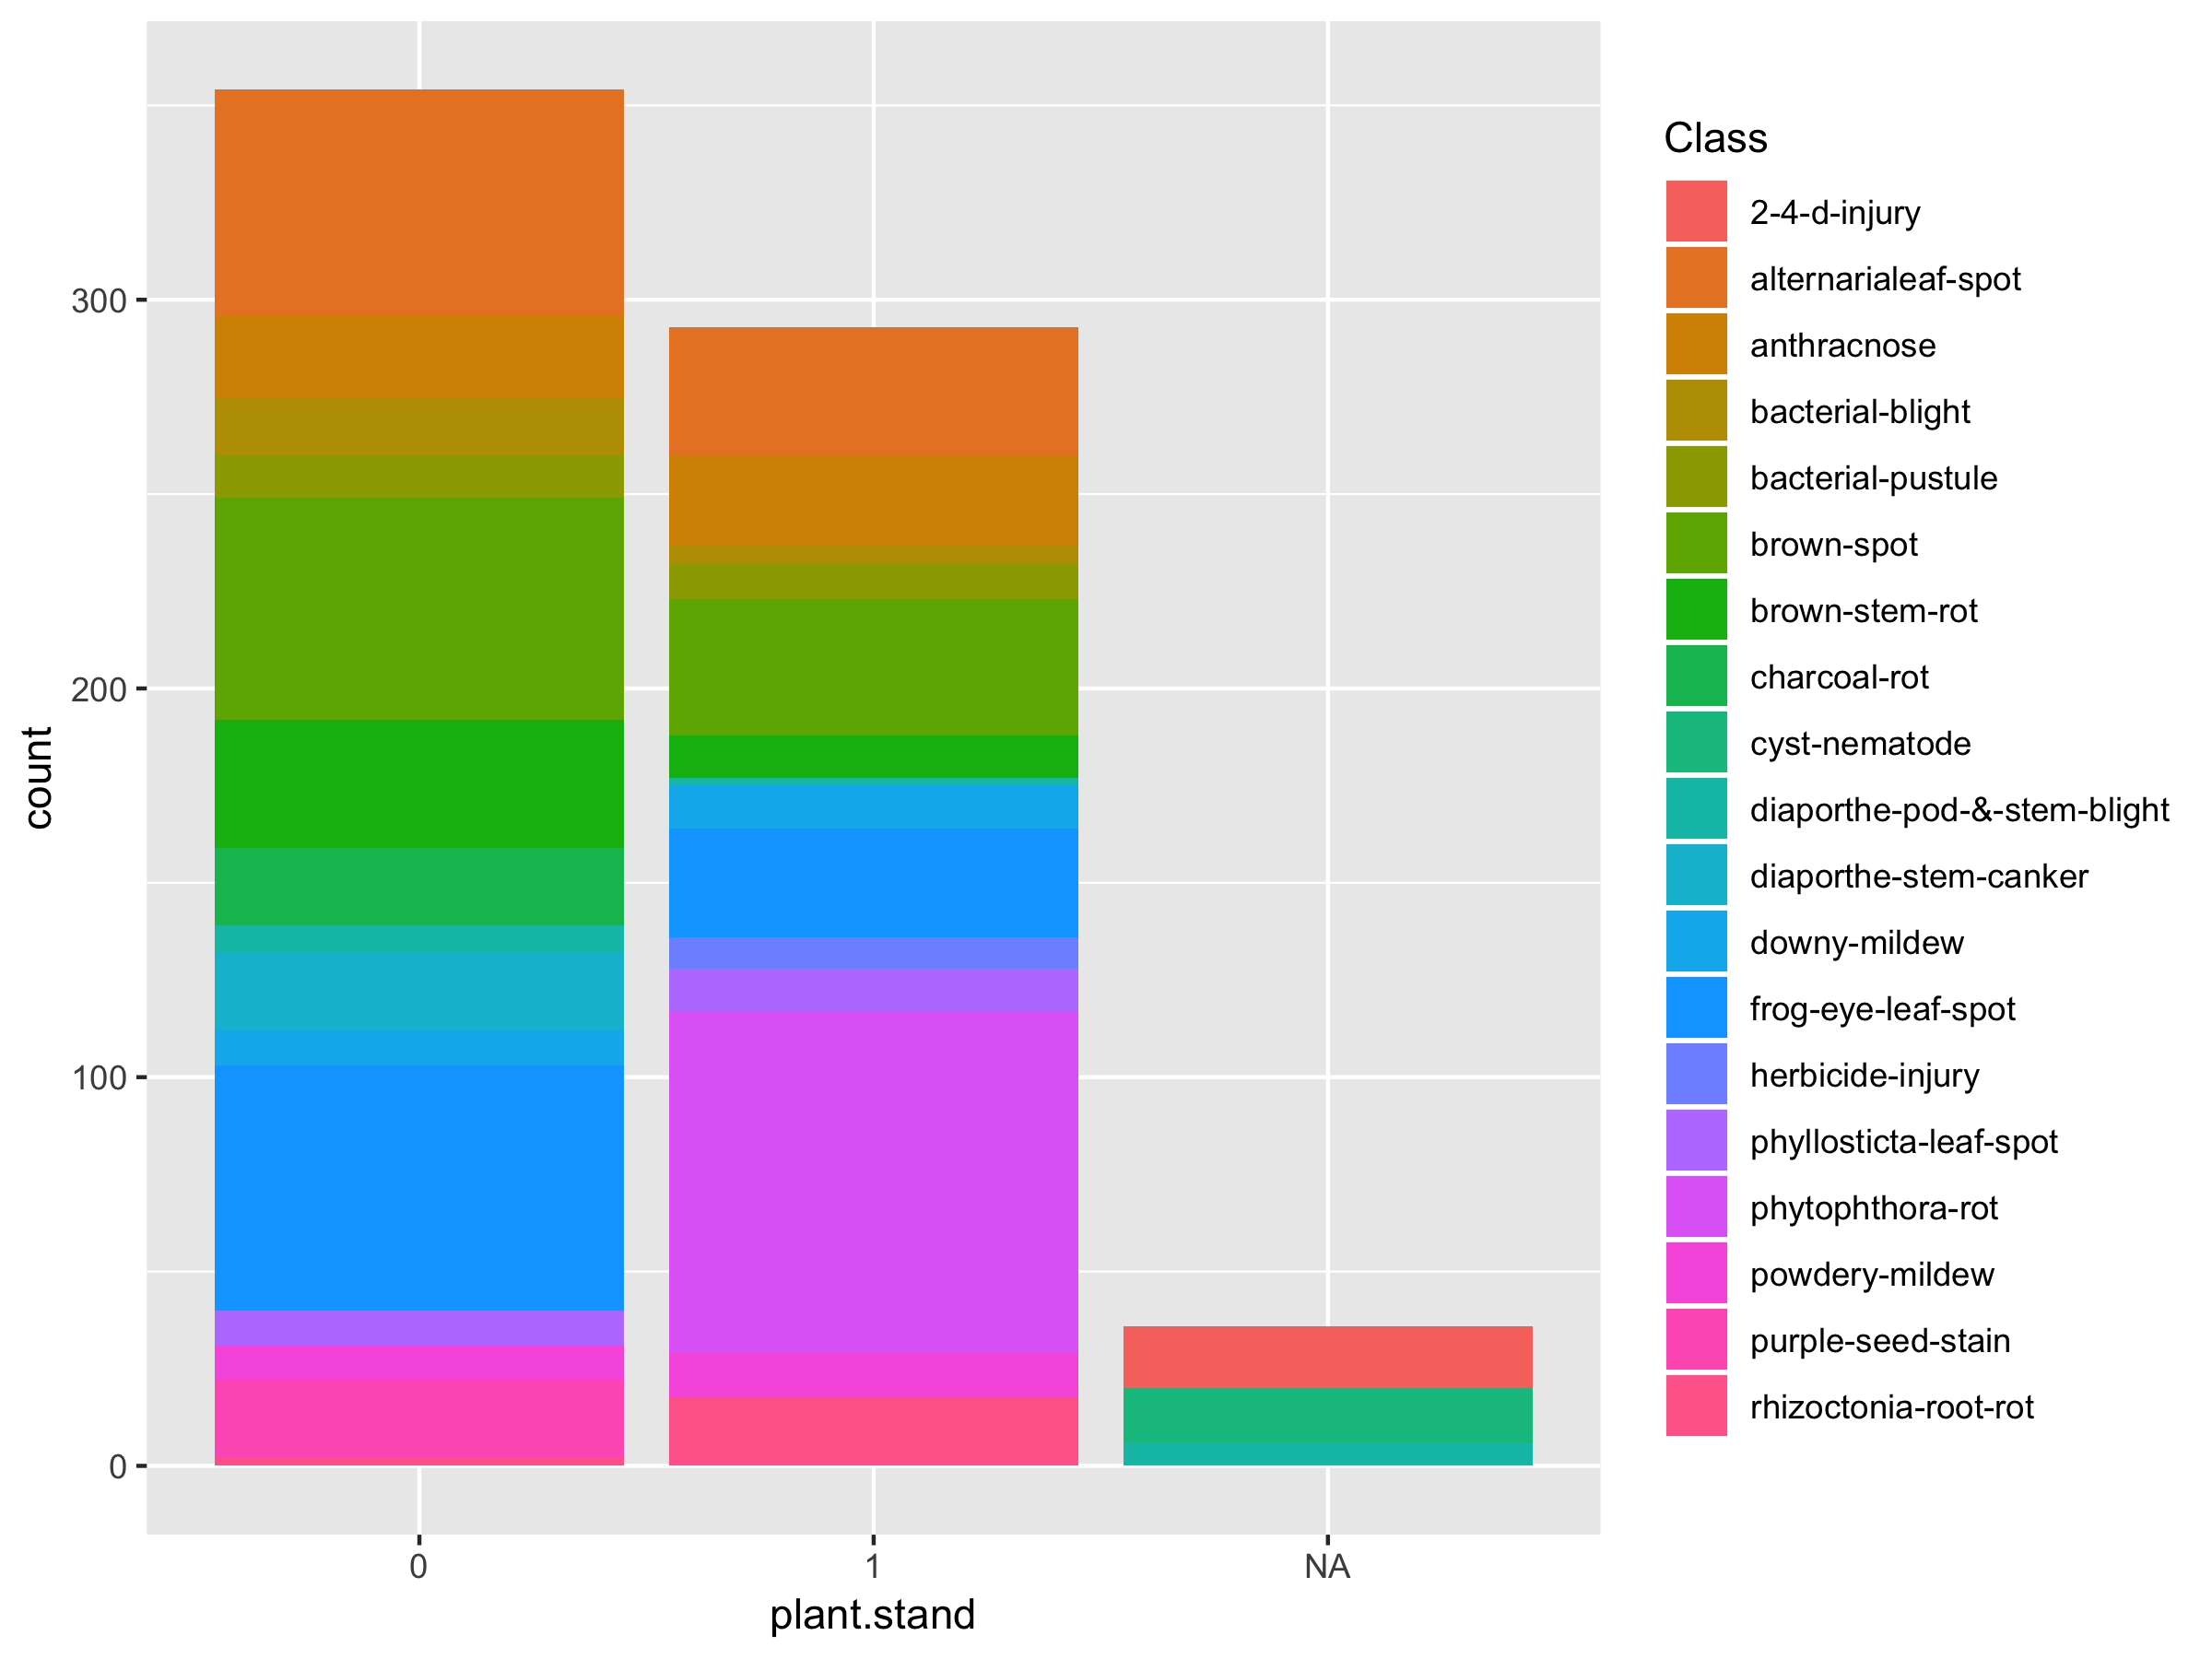 count
300
200
100
0
0
1
NA
plant.stand
Class
2-4-d-injury
alternarialeaf-spot
anthracnose
bacterial-blight
bacterial-pustule
brown-spot
brown-stem-rot
charcoal-rot
cyst-nematode
diaporthe-pod-&-stem-blight
diaporthe-stem-canker
downy-mildew
frog-eye-leaf-spot
herbicide-injury
phyllosticta-leaf-spot
phytophthora-rot
powdery-mildew
purple-seed-stain
rhizoctonia-root-rot